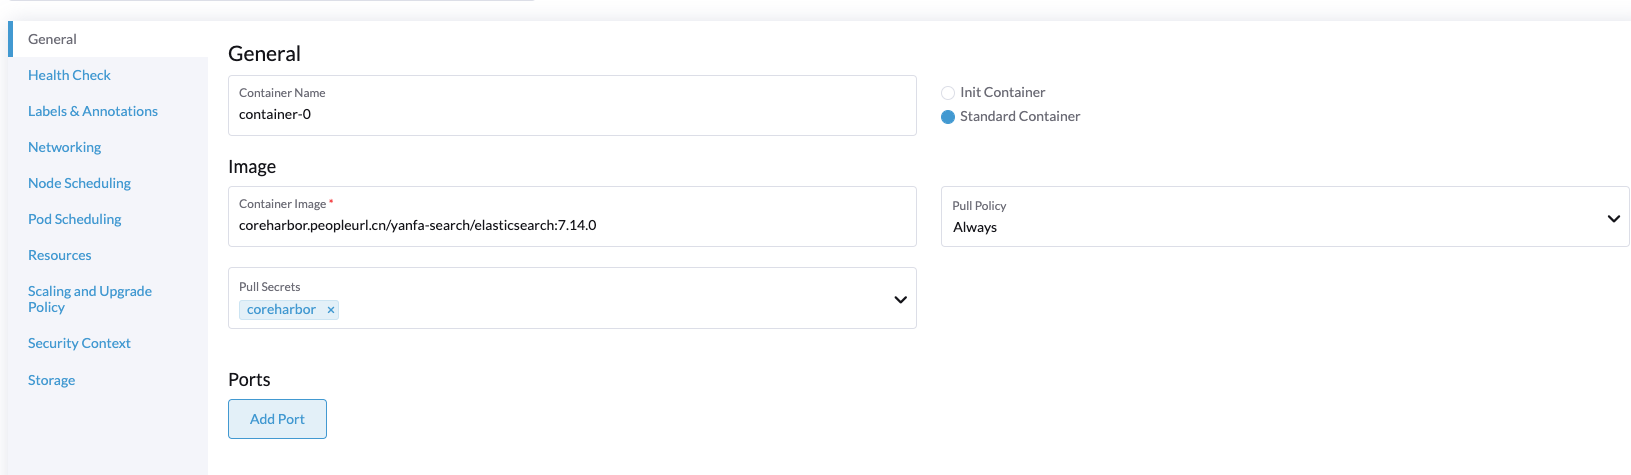 General
Health Check
Labels & Annotations
Networking
Node Scheduling
Pod Scheduling
Resources
Scaling and Upgrade
Policy
Security Context
Storage
General
Container Name
container-0
Init Container
Standard Container
Image
Container Image *
coreharbor.peopleurl.cn/yanfa-search/elasticsearch:7.14.0
Pull Policy
Always
Pull Secrets
coreharbor ×
Ports
Add Port